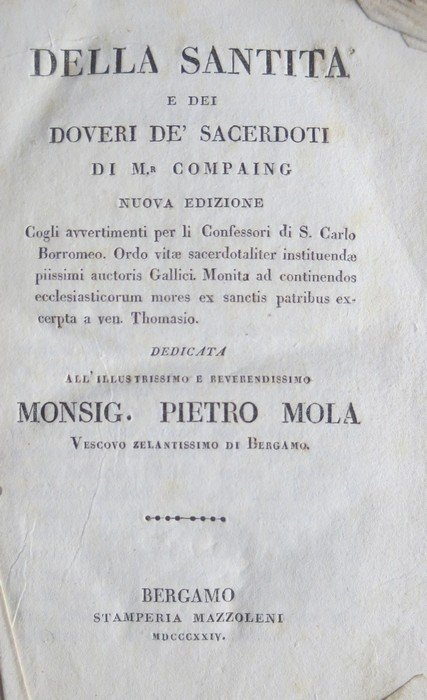 DELLA SANTITA'
E DEI
DOVERI DE' SACERDOTI
DI M.R COMPAING
NUOVA EDIZIONE
Cogli avvertimenti per li Confessori di S. Carlo
Borromeo. Ordo vitæ sacerdotaliter instituendæ
piissimi auctoris Gallici. Monita ad continendos
ecclesiasticorum mores ex sanctis patribus ex-
cerpta a ven. Thomasio.
DEDICATA
ALL'ILLUSTRISSIMO E REVERENDISSIMO
MONSIG. PIETRO MOLA
VESCOVO ZELANTISSIMO DI BERGAMO.
BERGAMO
STAMPERIA MAZZOLENI
MDCCCXXIV.